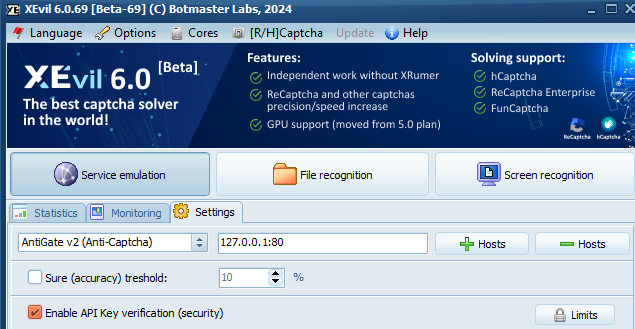 XEvil 6.0.69 [Beta-69] (C) Botmaster Labs, 2024
Language Options Cores [R/H]Captcha Update Help
XEvil 6.0 [Beta]
The best captcha solver
in the world!
Features:
Independent work without XRumer
ReCaptcha and other captchas
precision/speed increase
GPU support (moved from 5.0 plan)
Solving support:
hCaptcha
ReCaptcha Enterprise
FunCaptcha
ReCaptcha hCaptcha
Service emulation File recognition Screen recognition
Statistics Monitoring Settings
AntiGate v2 (Anti-Captcha) 127.0.0.1:80 Hosts Hosts
Sure (accuracy) treshold: 10 %
Enable API Key verification (security) Limits